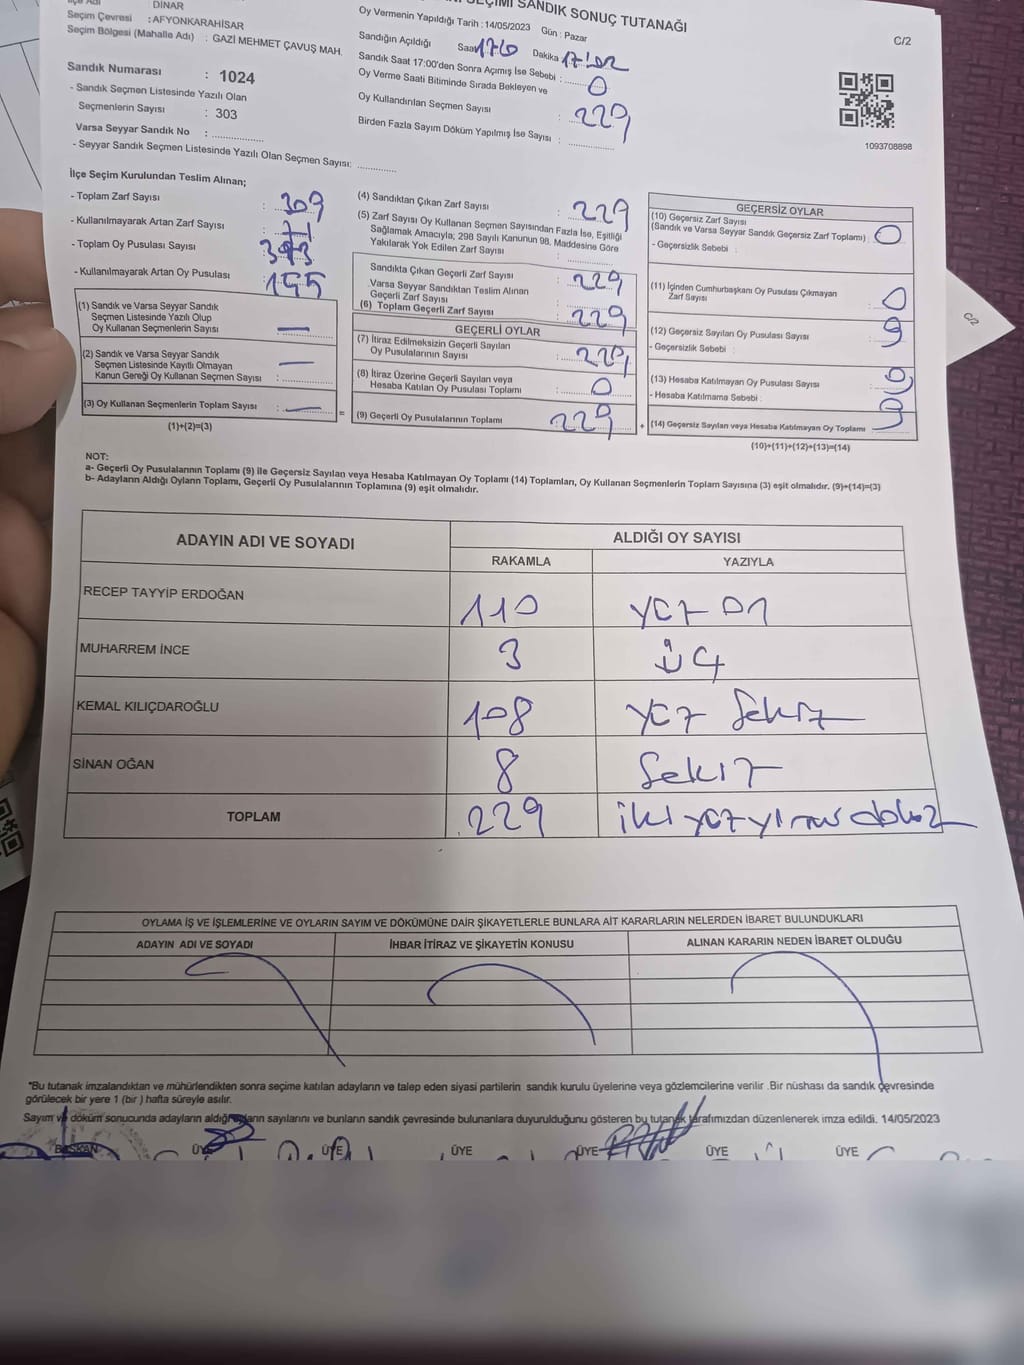 SANDIK SONUÇ TUTANAĞI
C/2
DİNAR
Seçim Çevresi : AFYONKARAHİSAR
Seçim Bölgesi (Mahalle Adı) : GAZİ MEHMET ÇAVUŞ MAH.
Sandık Numarası : 1024
- Sandık Seçmen Listesinde Yazılı Olan
Seçmenlerin Sayısı : 303
Varsa Seyyar Sandık No :
- Seyyar Sandık Seçmen Listesinde Yazılı Olan Seçmen Sayısı:
Oy Vermenin Yapıldığı Tarih : 14/05/2023 Gün : Pazar
Sandığın Açıldığı Saat Dakika
Sandık Saat 17:00'den Sonra Açımış İse Sebebi :
Oy Verme Saati Bitiminde Sırada Bekleyen ve
Oy Kullandırılan Seçmen Sayısı : 229
Birden Fazla Sayım Döküm Yapılmış İse Sayısı :
1093708898
İlçe Seçim Kurulundan Teslim Alınan;
- Toplam Zarf Sayısı : 309
- Kullanılmayarak Artan Zarf Sayısı :
- Toplam Oy Pusulası Sayısı :
- Kullanılmayarak Artan Oy Pusulası : 155
(1) Sandık ve Varsa Seyyar Sandık
Seçmen Listesinde Yazılı Olup
Oy Kullanan Seçmenlerin Sayısı : —
(2) Sandık ve Varsa Seyyar Sandık
Seçmen Listesinde Kayıtlı Olmayan
Kanun Gereği Oy Kullanan Seçmen Sayısı : —
(3) Oy Kullanan Seçmenlerin Toplam Sayısı : —
(1)+(2)=(3)
(4) Sandıktan Çıkan Zarf Sayısı : 229
(5) Zarf Sayısı Oy Kullanan Seçmen Sayısından Fazla İse, Eşitliği
Sağlamak Amacıyla; 298 Sayılı Kanunun 98. Maddesine Göre
Yakılarak Yok Edilen Zarf Sayısı :
Sandıkta Çıkan Geçerli Zarf Sayısı : 229
Varsa Seyyar Sandıktan Teslim Alınan
Geçerli Zarf Sayısı :
(6) Toplam Geçerli Zarf Sayısı : 229
GEÇERLİ OYLAR
(7) İtiraz Edilmeksizin Geçerli Sayılan
Oy Pusulalarının Sayısı : 229
(8) İtiraz Üzerine Geçerli Sayılan veya
Hesaba Katılan Oy Pusulası Toplamı : 0
= (9) Geçerli Oy Pusulalarının Toplamı 229 +
GEÇERSİZ OYLAR
(10) Geçersiz Zarf Sayısı
(Sandık ve Varsa Seyyar Sandık Geçersiz Zarf Toplamı) : 0
- Geçersizlik Sebebi :
(11) İçinden Cumhurbaşkanı Oy Pusulası Çıkmayan
Zarf Sayısı : 0
(12) Geçersiz Sayılan Oy Pusulası Sayısı : 9
- Geçersizlik Sebebi :
(13) Hesaba Katılmayan Oy Pusulası Sayısı :
- Hesaba Katılmama Sebebi :
(14) Geçersiz Sayılan veya Hesaba Katılmayan Oy Toplamı
(10)+(11)+(12)+(13)=(14)
NOT:
a- Geçerli Oy Pusulalarının Toplamı (9) ile Geçersiz Sayılan veya Hesaba Katılmayan Oy Toplamı (14) Toplamları, Oy Kullanan Seçmenlerin Toplam Sayısına (3) eşit olmalıdır. (9)+(14)=(3)
b- Adayların Aldığı Oyların Toplamı, Geçerli Oy Pusulalarının Toplamına (9) eşit olmalıdır.
ADAYIN ADI VE SOYADI
ALDIĞI OY SAYISI
RAKAMLA YAZIYLA
RECEP TAYYİP ERDOĞAN 110 yüz on
MUHARREM İNCE 3 üç
KEMAL KILIÇDAROĞLU 108 yüz sekiz
SİNAN OĞAN 8 sekiz
TOPLAM 229 iki yüz yirmi dokuz
OYLAMA İŞ VE İŞLEMLERİNE VE OYLARIN SAYIM VE DÖKÜMÜNE DAİR ŞİKAYETLERLE BUNLARA AİT KARARLARIN NELERDEN İBARET BULUNDUKLARI
ADAYIN ADI VE SOYADI İHBAR İTİRAZ VE ŞİKAYETİN KONUSU ALINAN KARARIN NEDEN İBARET OLDUĞU
*Bu tutanak imzalandıktan ve mühürlendikten sonra seçime katılan adayların ve talep eden siyasi partilerin sandık kurulu üyelerine veya gözlemcilerine verilir .Bir nüshası da sandık çevresinde
görülecek bir yere 1 (bir ) hafta süreyle asılır.
Sayım ve döküm sonucunda adayların aldığı oyların sayılarını ve bunların sandık çevresinde bulunanlara duyurulduğunu gösteren bu tutanak tarafımızdan düzenlenerek imza edildi. 14/05/2023
BAŞKAN ÜYE ÜYE ÜYE ÜYE ÜYE ÜYE
C/2